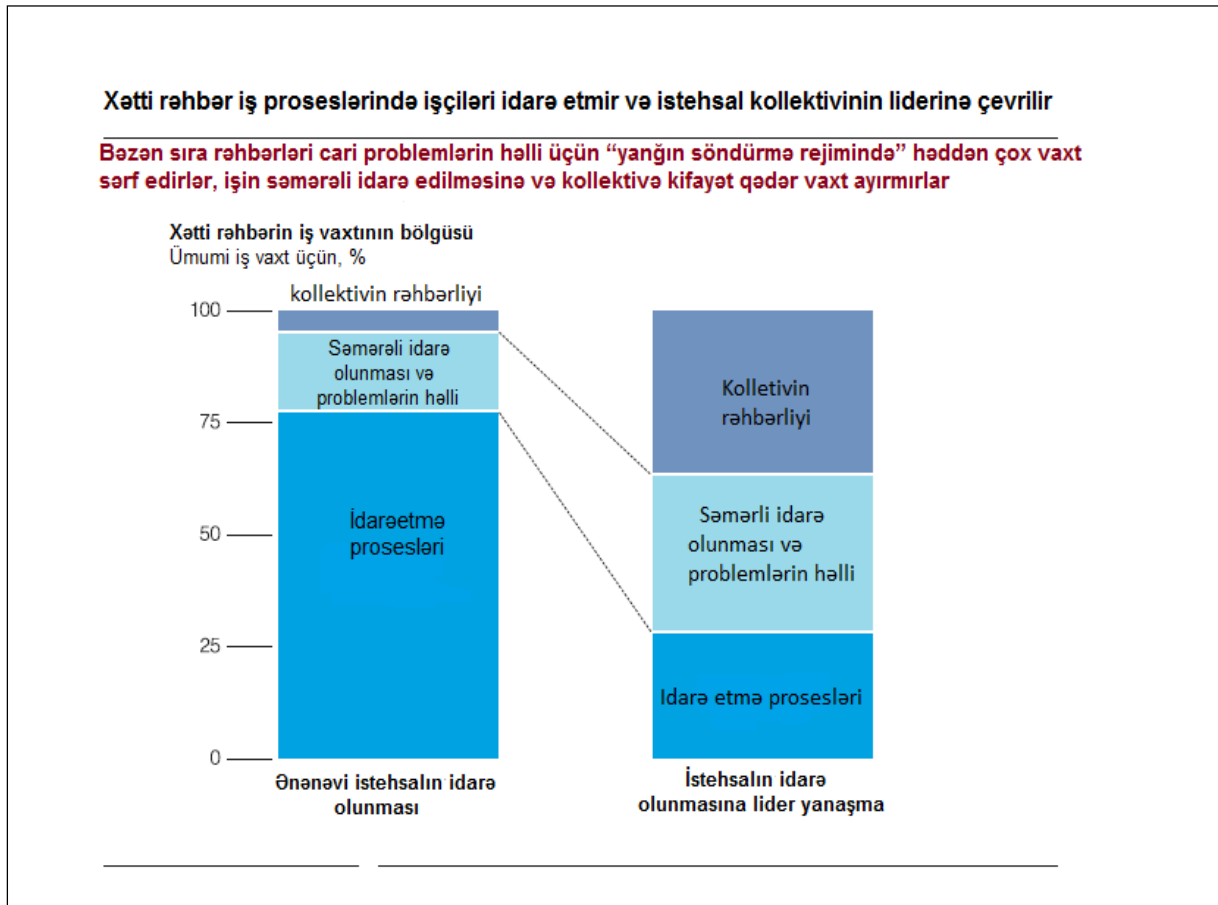 Xətti rəhbər iş proseslərində işçiləri idarə etmir və istehsal kollektivinin liderinə çevrilir
Bəzən sıra rəhbərləri cari problemlərin həlli üçün “yanğın söndürmə rejimində” həddən çox vaxt
sərf edirlər, işin səmərəli idarə edilməsinə və kollektivə kifayət qədər vaxt ayırmırlar
Xətti rəhbərin iş vaxtının bölgüsü
Ümumi iş vaxt üçün, %
kollektivin rəhbərliyi
100
Səmərəli idarə
olunması və
problemlərin həlli
75
İdarəetmə
prosesləri
50
25
0
Ənənəvi istehsalın idarə
olunması
Kolletivin
rəhbərliyi
Səmərli idarə
olunması və
problemlərin həlli
Idarə etmə prosesləri
İstehsalın idarə
olunmasına lider yanaşma